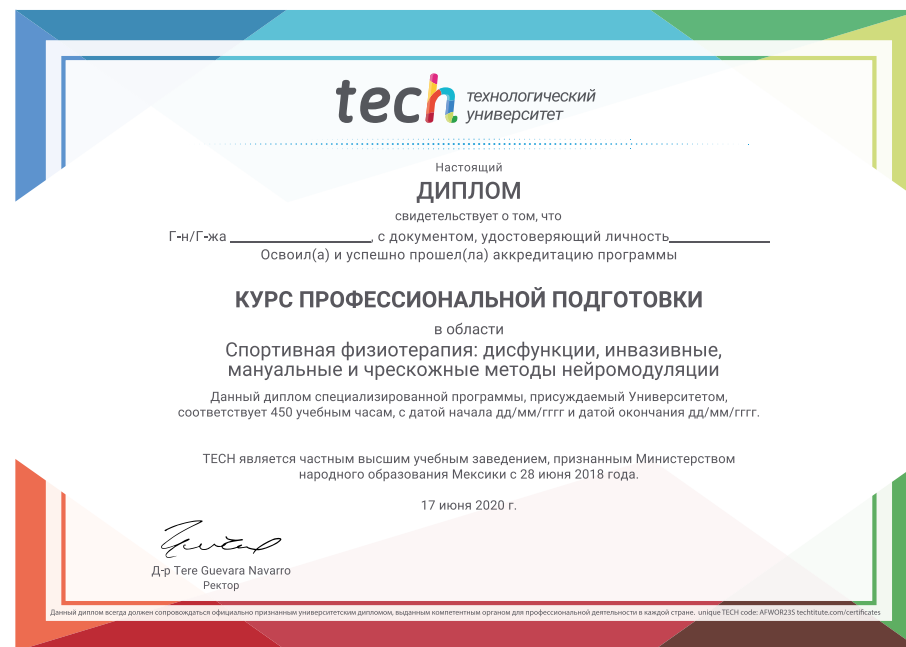 tech технологический университет
Настоящий
ДИПЛОМ
свидетельствует о том, что
Г-н/Г-жа ____________________, с документом, удостоверяющий личность______________
Освоил(а) и успешно прошел(ла) аккредитацию программы
КУРС ПРОФЕССИОНАЛЬНОЙ ПОДГОТОВКИ
в области
Спортивная физиотерапия: дисфункции, инвазивные,
мануальные и чрескожные методы нейромодуляции
Данный диплом специализированной программы, присуждаемый Университетом,
соответствует 450 учебным часам, с датой начала дд/мм/гггг и датой окончания дд/мм/гггг.
TECH является частным высшим учебным заведением, признанным Министерством
народного образования Мексики с 28 июня 2018 года.
17 июня 2020 г.
Д-р Tere Guevara Navarro
Ректор
Данный диплом всегда должен сопровождаться официально признанным университетским дипломом, выданным компетентным органом для профессиональной деятельности в каждой стране. unique TECH code: AFWOR23S techtitute.com/certificates